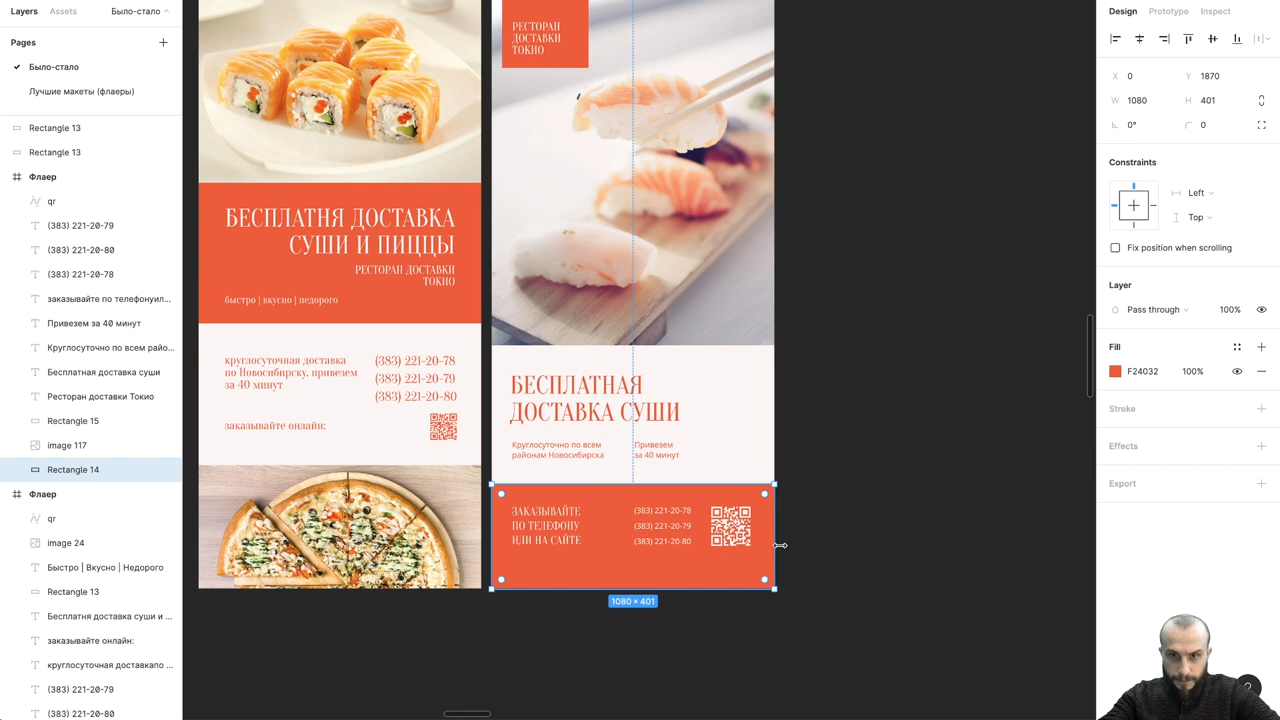 Layers
Assets
Было-стало
Pages
Было-стало
Лучшие макеты (флаеры)
Rectangle 13
Rectangle 13
Флаер
qr
(383) 221-20-79
(383) 221-20-80
(383) 221-20-78
заказывайте по телефонуил...
Привезем за 40 минут
Круглосуточно по всем райо...
Бесплатная доставка суши
Ресторан доставки Токио
Rectangle 15
image 117
Rectangle 14
Флаер
qr
image 24
Быстро | Вкусно | Недорого
Rectangle 13
Бесплатня доставка суши и ...
заказывайте онлайн:
круглосуточная доставкапо ...
(383) 221-20-79
(383) 221-20-80
БЕСПЛАТНЯ ДОСТАВКА
СУШИ И ПИЦЦЫ
РЕСТОРАН ДОСТАВКИ
ТОКИО
быстро | вкусно | недорого
круглосуточная доставка
по Новосибирску, привезем
за 40 минут
(383) 221-20-78
(383) 221-20-79
(383) 221-20-80
заказывайте онлайн:
РЕСТОРАН
ДОСТАВКИ
ТОКИО
БЕСПЛАТНАЯ
ДОСТАВКА СУШИ
Круглосуточно по всем
районам Новосибирска
Привезем
за 40 минут
ЗАКАЗЫВАЙТЕ
ПО ТЕЛЕФОНУ
ИЛИ НА САЙТЕ
(383) 221-20-78
(383) 221-20-79
(383) 221-20-80
1080 × 401
Design
Prototype
Inspect
X 0
Y 1870
W 1080
H 401
0°
0
Constraints
Left
Top
Fix position when scrolling
Layer
Pass through
100%
Fill
F24032
100%
Stroke
Effects
Export
?